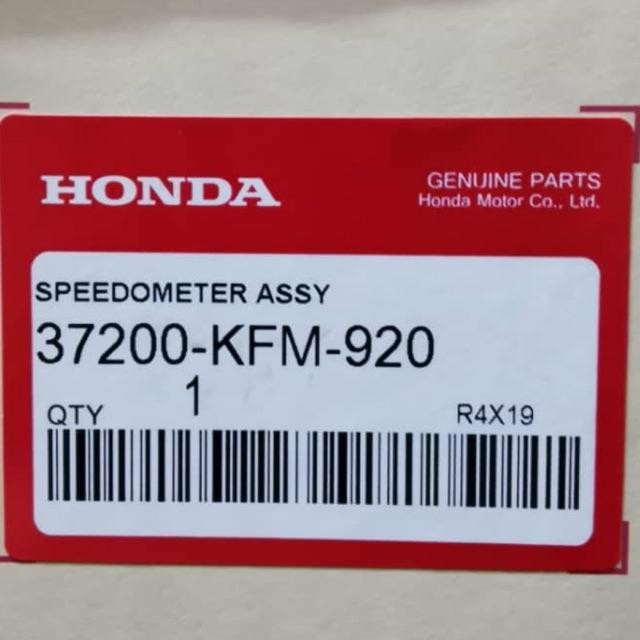 HONDA
GENUINE PARTS
Honda Motor Co., Ltd.
SPEEDOMETER ASSY
37200-KFM-920
QTY 1 R4X19